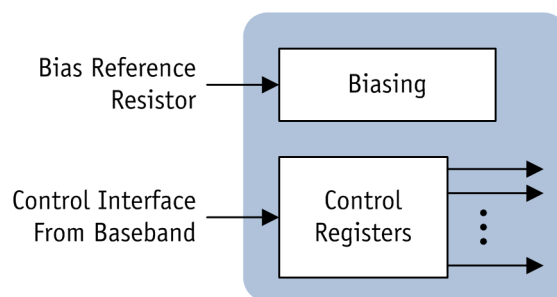 Bias Reference
Resistor
Biasing
Control Interface
From Baseband
Control
Registers